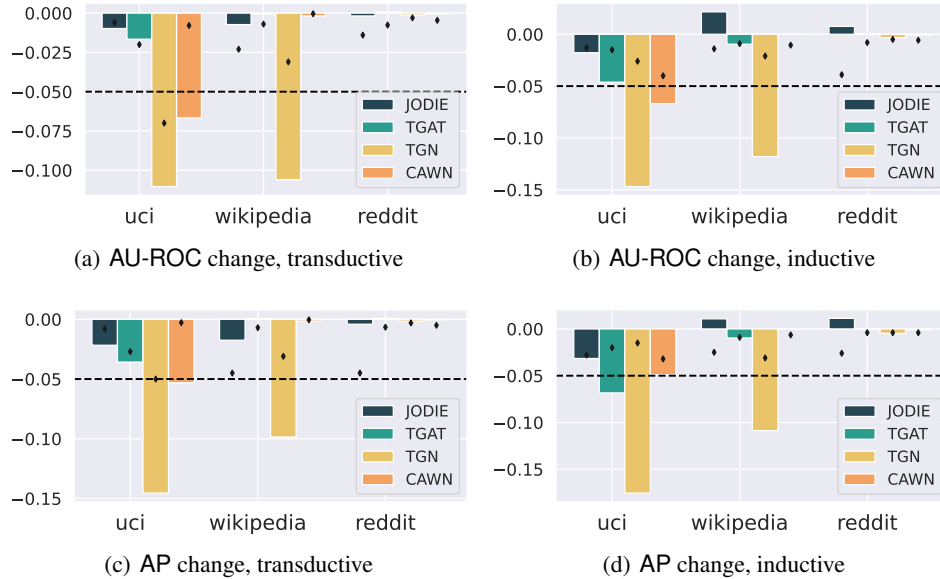 0.000
−0.025
−0.050
−0.075
−0.100
JODIE
TGAT
TGN
CAWN
uci wikipedia reddit
(a) AU-ROC change, transductive
0.00
−0.05
−0.10
−0.15
JODIE
TGAT
TGN
CAWN
uci wikipedia reddit
(b) AU-ROC change, inductive
0.00
−0.05
−0.10
−0.15
JODIE
TGAT
TGN
CAWN
uci wikipedia reddit
(c) AP change, transductive
0.00
−0.05
−0.10
−0.15
JODIE
TGAT
TGN
CAWN
uci wikipedia reddit
(d) AP change, inductive